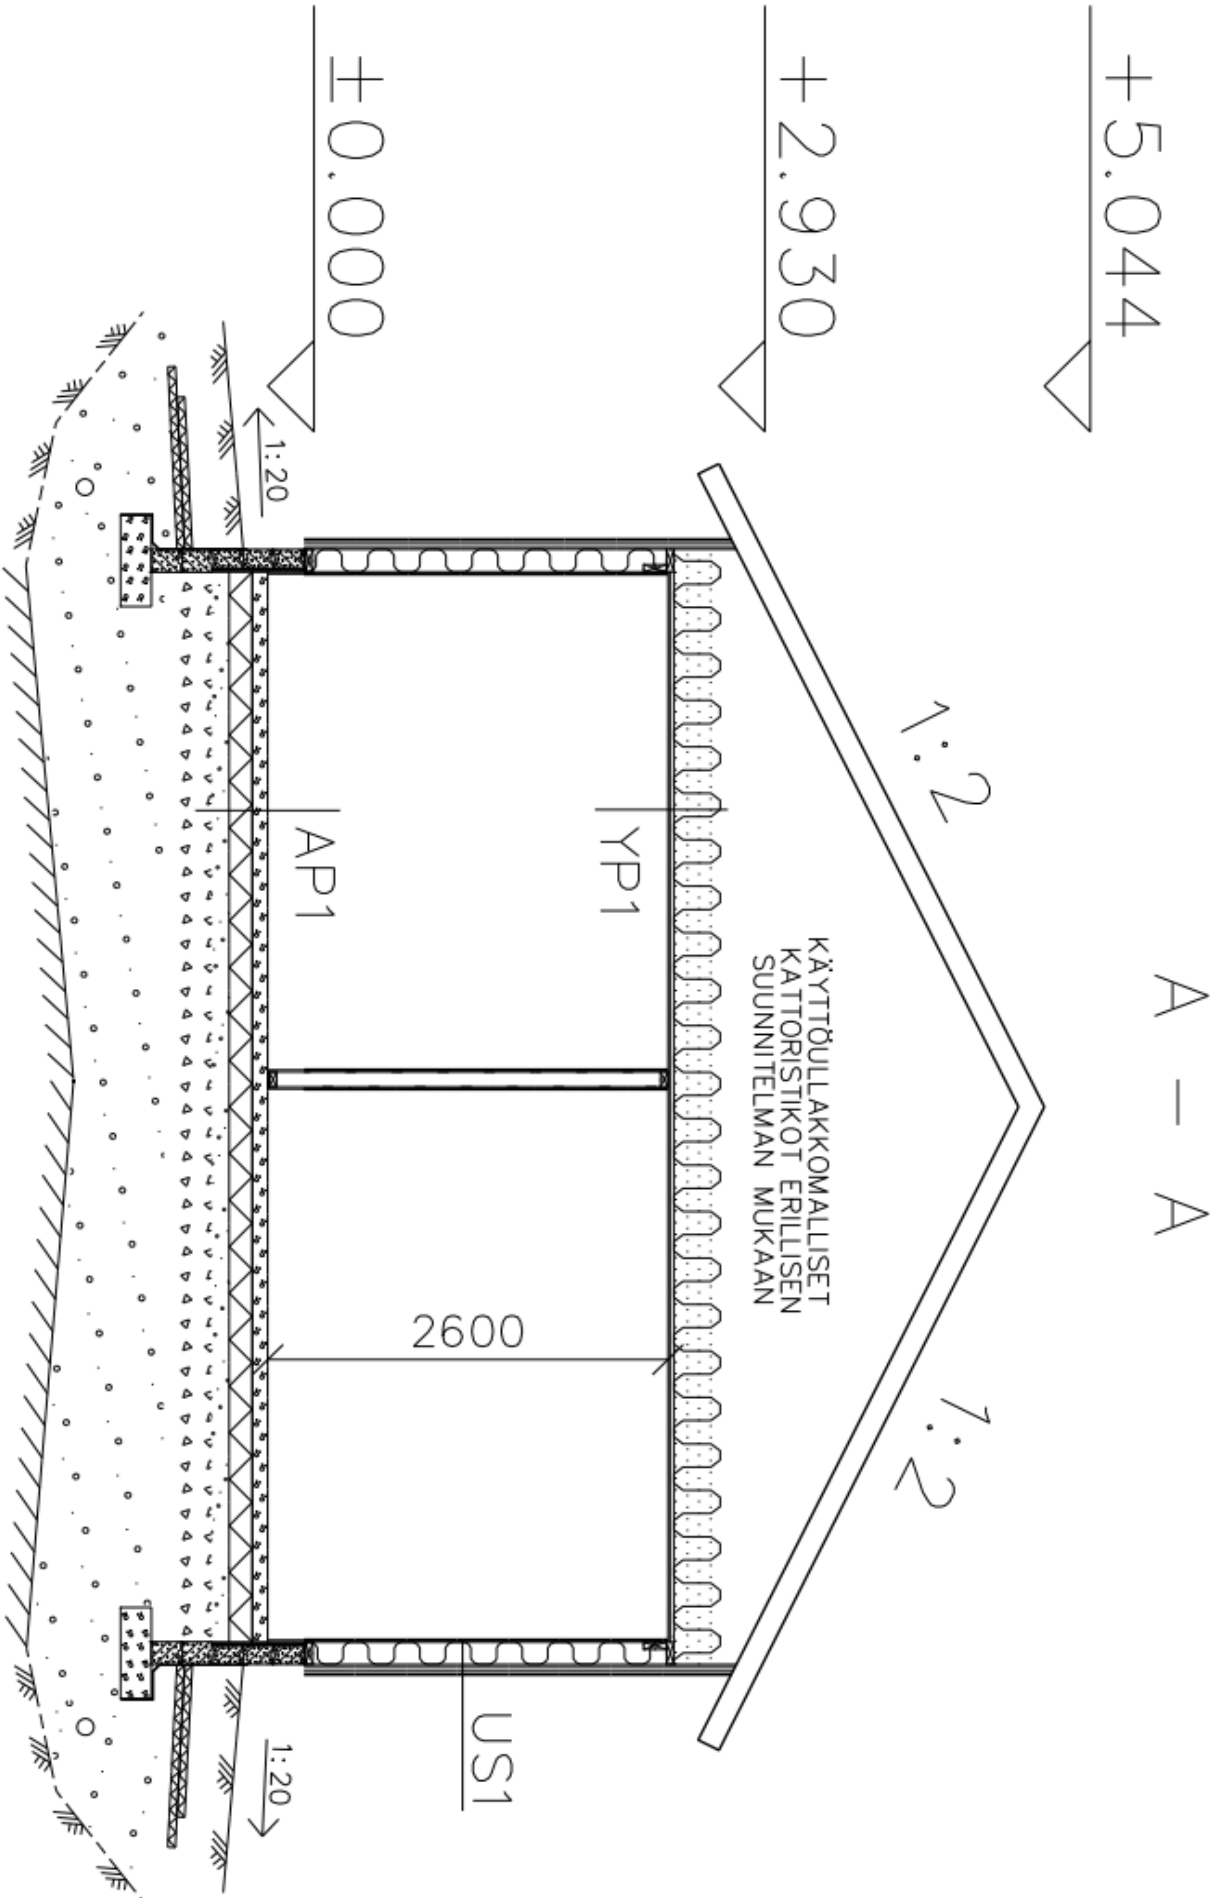 A - A
+5.044
+2.930
±0.000
1:2
1:2
KÄYTTÖULLAKKOMALLISET
KATTORISTIKOT ERILLISEN
SUUNNITELMAN MUKAAN
YP1
2600
US1
AP1
1:20
1:20